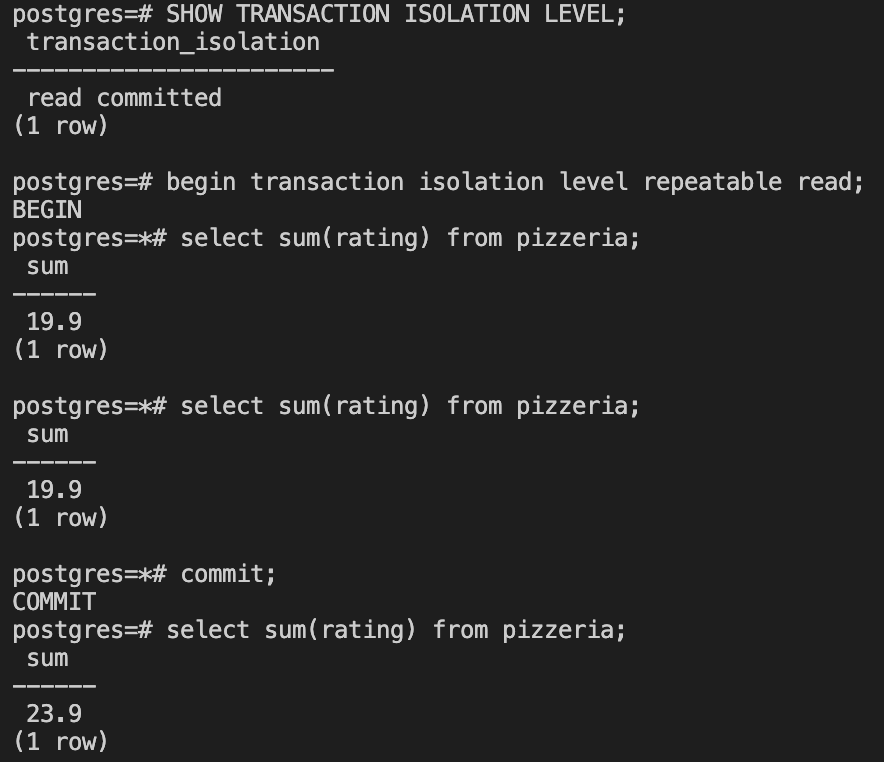 postgres=# SHOW TRANSACTION ISOLATION LEVEL;
 transaction_isolation
-----------------------
 read committed
(1 row)

postgres=# begin transaction isolation level repeatable read;
BEGIN
postgres=*# select sum(rating) from pizzeria;
 sum
------
 19.9
(1 row)

postgres=*# select sum(rating) from pizzeria;
 sum
------
 19.9
(1 row)

postgres=*# commit;
COMMIT
postgres=# select sum(rating) from pizzeria;
 sum
------
 23.9
(1 row)